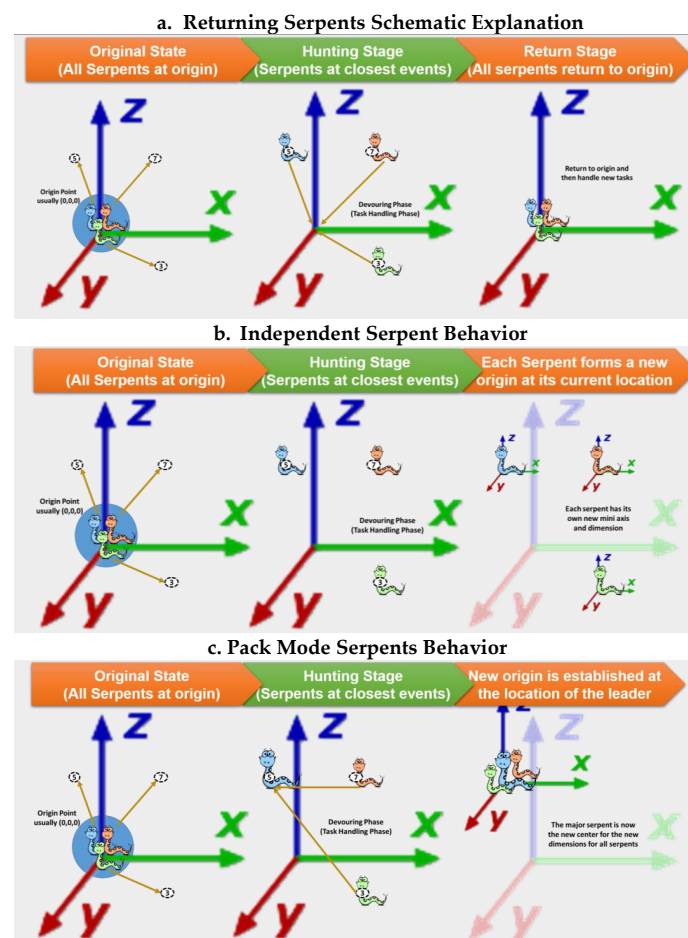 a. Returning Serpents Schematic Explanation
Original State
(All Serpents at origin)
Hunting Stage
(Serpents at closest events)
Return Stage
(All serpents return to origin)
Z
5
7
Origin Point
usually (0,0,0)
X
3
y
Z
5
7
Devouring Phase
(Task Handling Phase)
X
3
y
Z
Return to origin and
then handle new tasks
X
y
b. Independent Serpent Behavior
Original State
(All Serpents at origin)
Hunting Stage
(Serpents at closest events)
Each Serpent forms a new
origin at its current location
Z
5
7
Origin Point
usually (0,0,0)
X
3
y
Z
5
7
Devouring Phase
(Task Handling Phase)
X
3
y
Z
z
x
y
z
x
y
Each serpent has its
own new mini axis
and dimension
X
z
x
y
y
c. Pack Mode Serpents Behavior
Original State
(All Serpents at origin)
Hunting Stage
(Serpents at closest events)
New origin is established at
the location of the leader
Z
5
7
Origin Point
usually (0,0,0)
X
3
y
Z
5
7
Devouring Phase
(Task Handling Phase)
X
3
y
Z
Z
x
y
The major serpent is now
the new center for the new
dimensions for all serpents
X
y